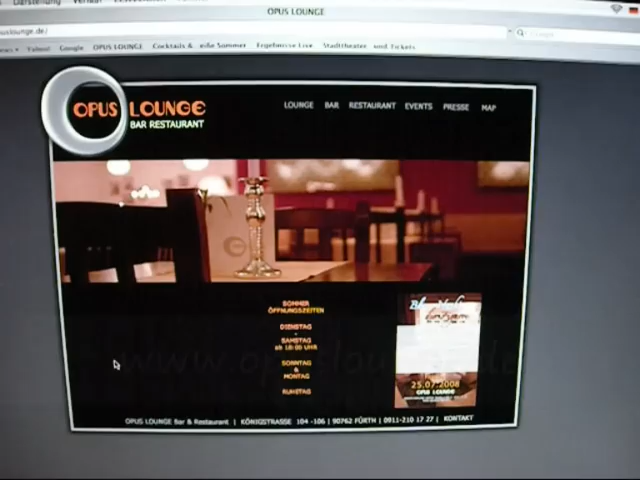 Darstellung Verlauf
OPUS LOUNGE
Yahoo! Google OPUS LOUNGE Cocktails & Sommer Ergebnisse Live Stadttheater und Tickets
OPUS LOUNGE
BAR RESTAURANT
LOUNGE BAR RESTAURANT EVENTS PRESSE MAP
SOMMER
ÖFFNUNGSZEITEN
DIENSTAG
-
SAMSTAG
ab 18:00 UHR
SONNTAG
&
MONTAG
RUHETAG
25.07.2008
OPUS LOUNGE
OPUS LOUNGE Bar & Restaurant | KÖNIGSTRASSE 104 -106 | 90762 FÜRTH | 0911-210 17 27 | KONTAKT